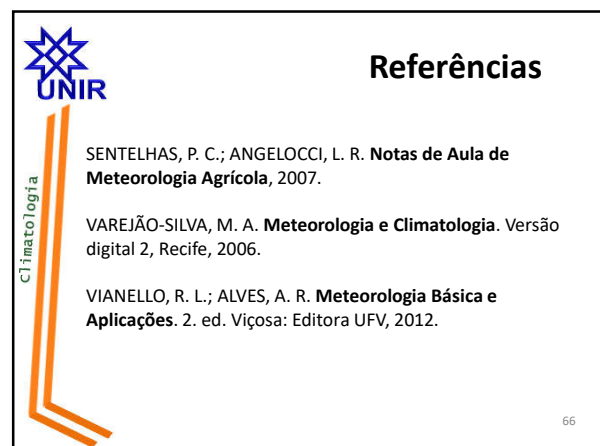 UNIR
Referências
Climatologia
SENTELHAS, P. C.; ANGELOCCI, L. R. Notas de Aula de
Meteorologia Agrícola, 2007.
VAREJÃO-SILVA, M. A. Meteorologia e Climatologia. Versão
digital 2, Recife, 2006.
VIANELLO, R. L.; ALVES, A. R. Meteorologia Básica e
Aplicações. 2. ed. Viçosa: Editora UFV, 2012.
66